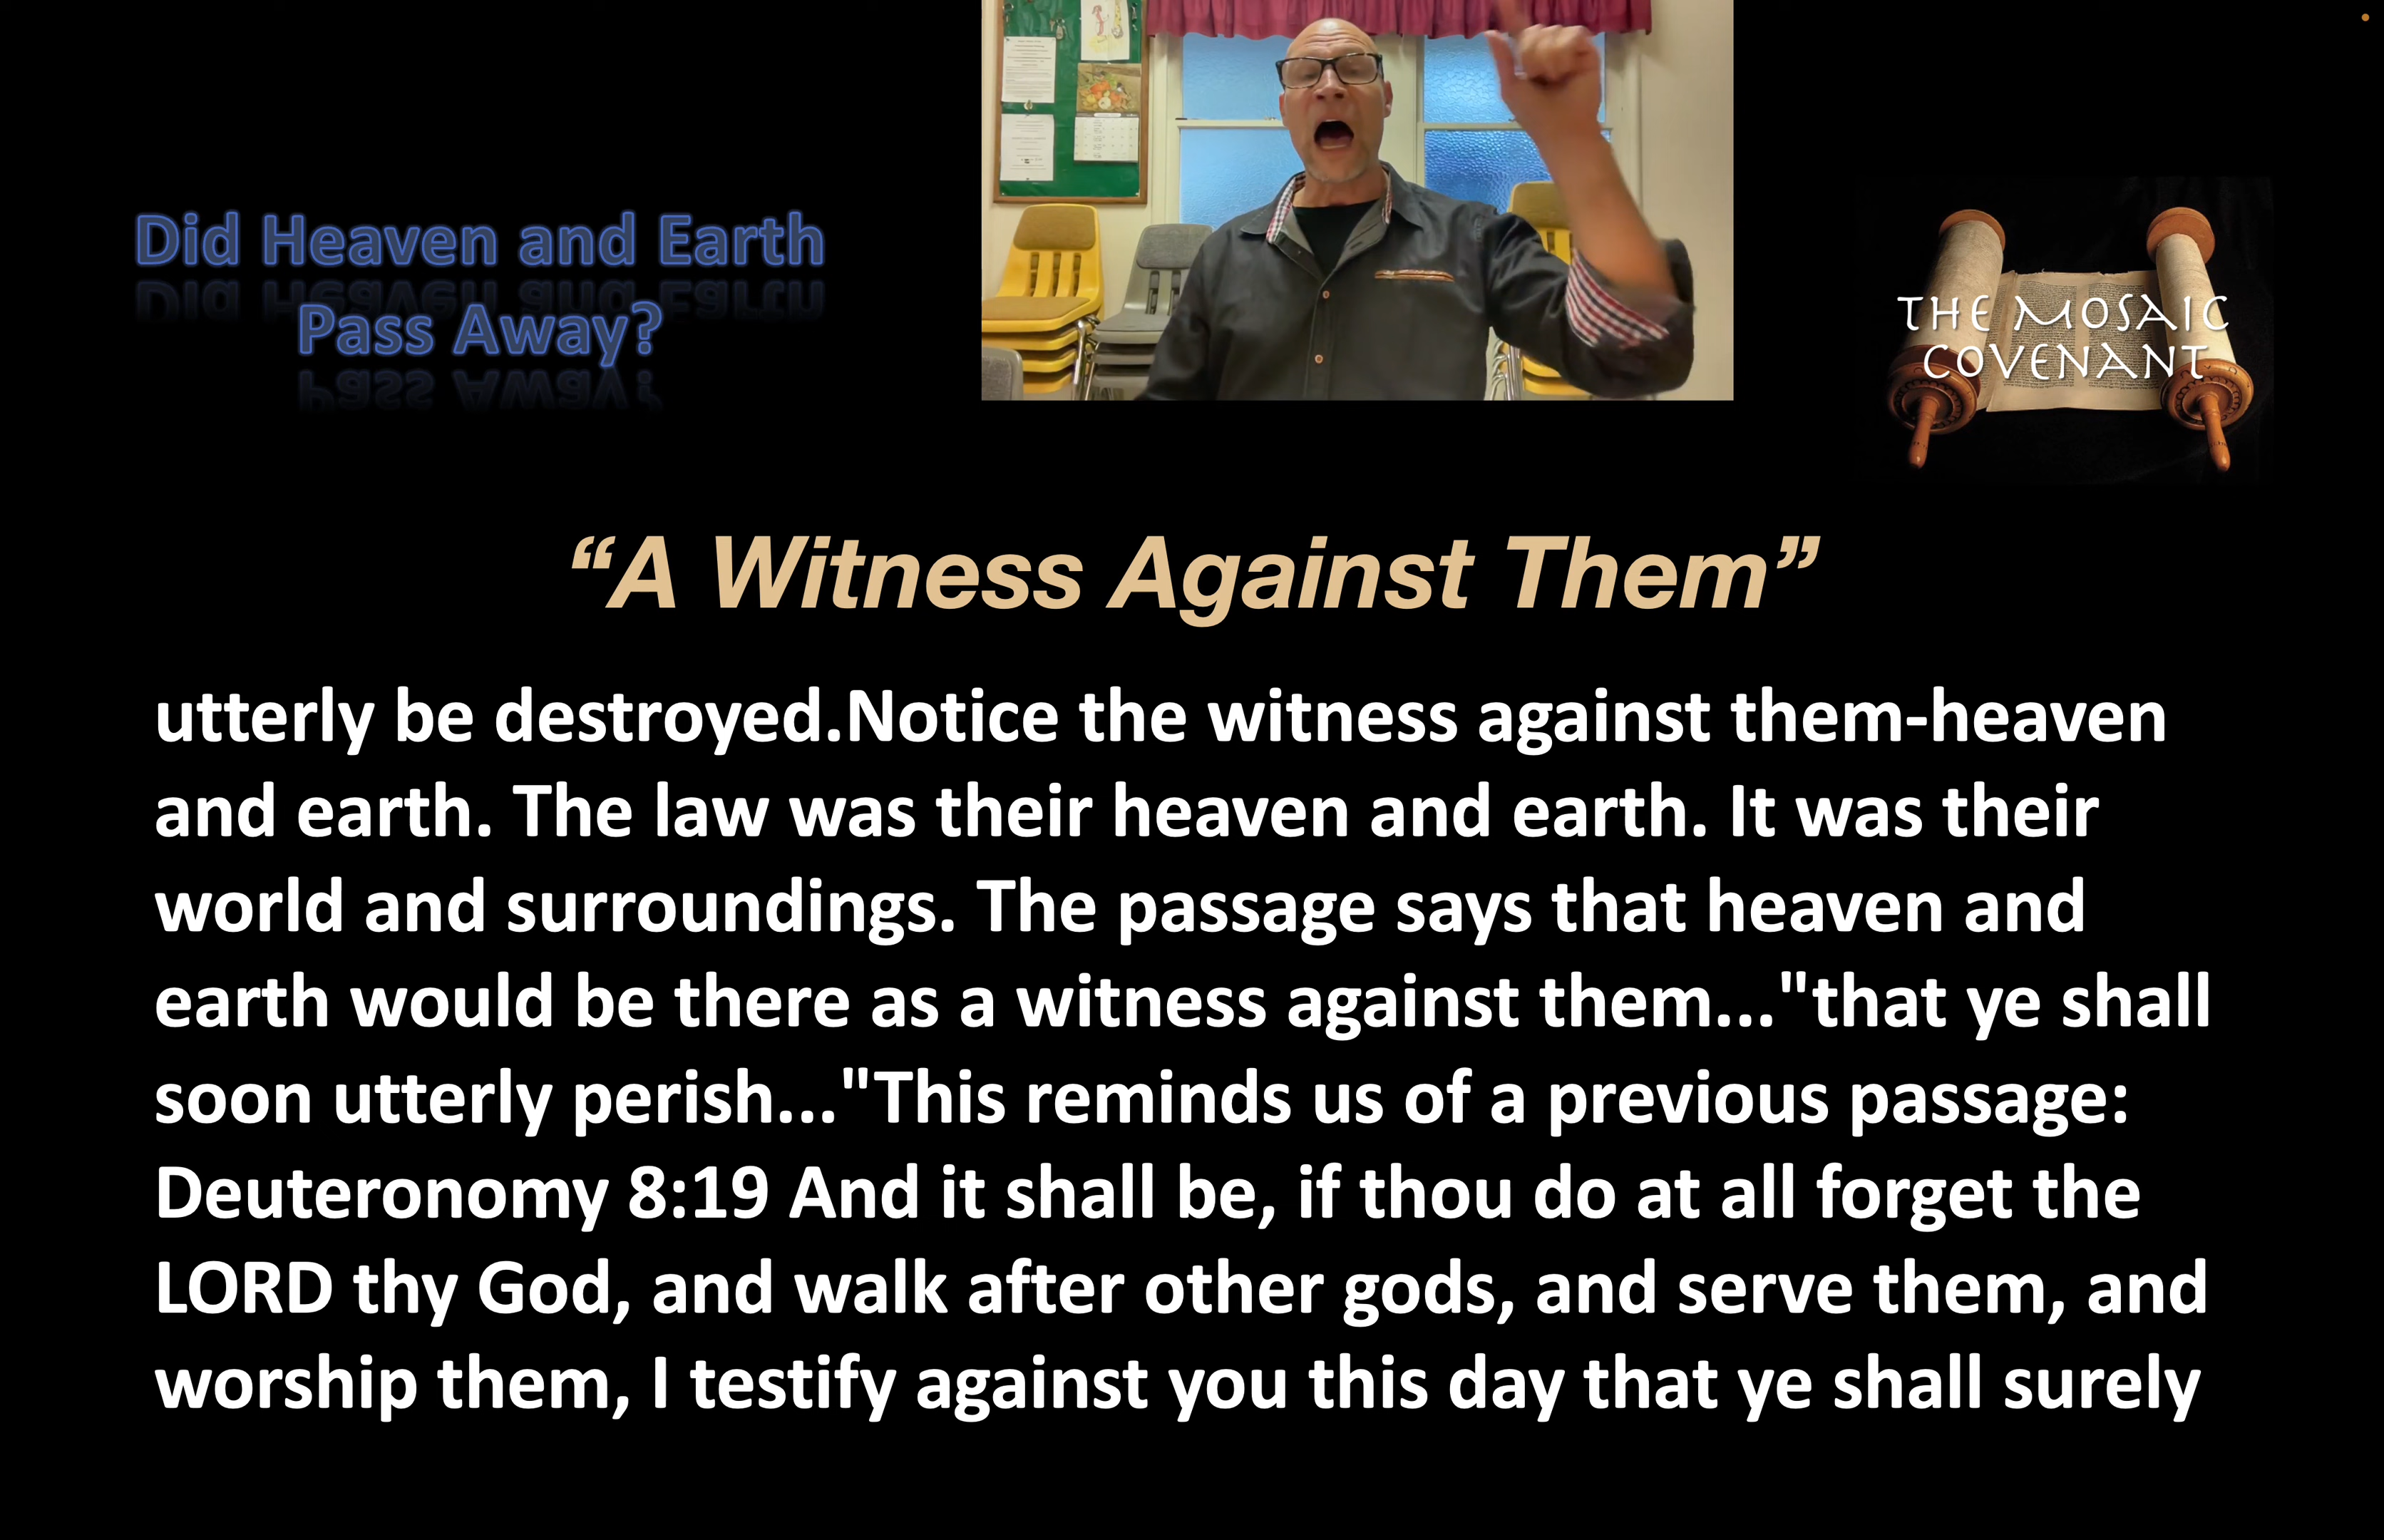 Did Heaven and Earth
Pass Away?
THE MOSAIC
COVENANT
“A Witness Against Them”
utterly be destroyed.Notice the witness against them-heaven
and earth. The law was their heaven and earth. It was their
world and surroundings. The passage says that heaven and
earth would be there as a witness against them..."that ye shall
soon utterly perish..."This reminds us of a previous passage:
Deuteronomy 8:19 And it shall be, if thou do at all forget the
LORD thy God, and walk after other gods, and serve them, and
worship them, I testify against you this day that ye shall surely